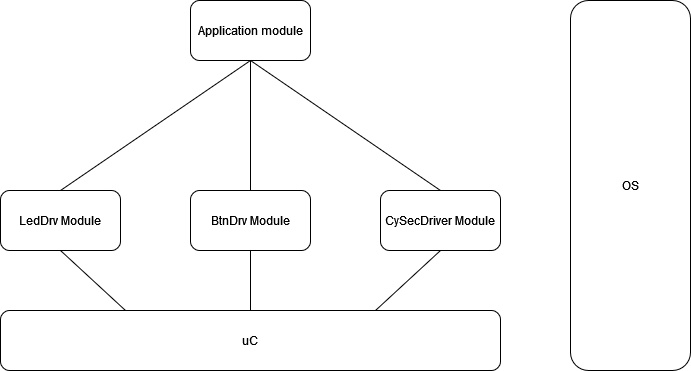 Application module
OS
LedDrv Module
BtnDrv Module
CySecDriver Module
uC